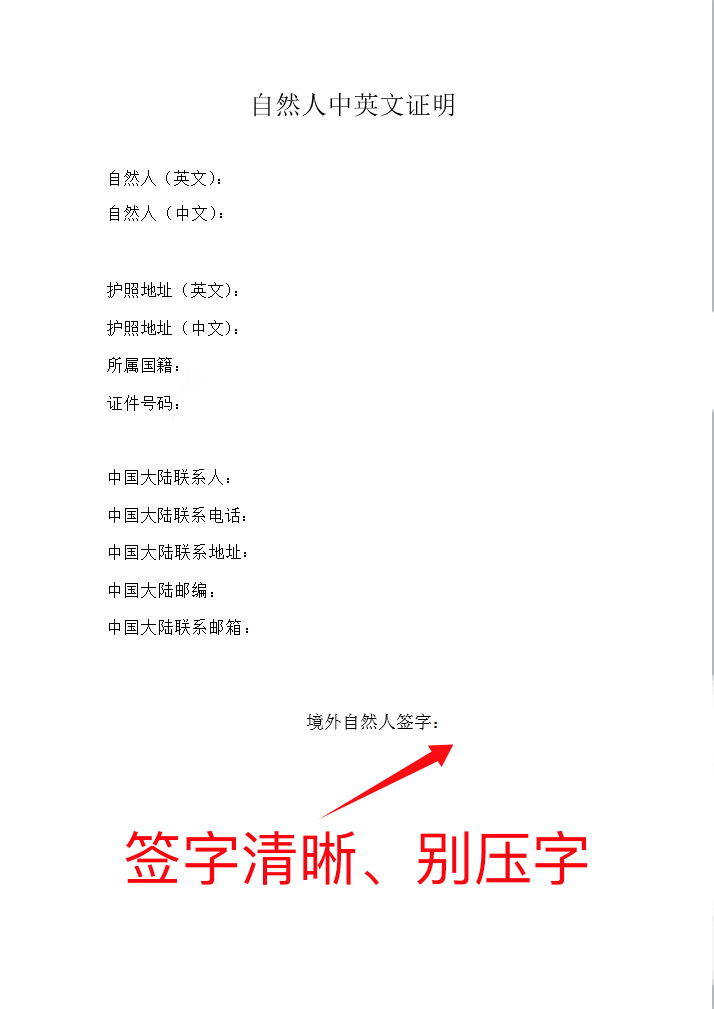 自然人中英文证明
自然人（英文）：
自然人（中文）：
护照地址（英文）：
护照地址（中文）：
所属国籍：
证件号码：
中国大陆联系人：
中国大陆联系电话：
中国大陆联系地址：
中国大陆邮编：
中国大陆联系邮箱：
境外自然人签字：
签字清晰、别压字